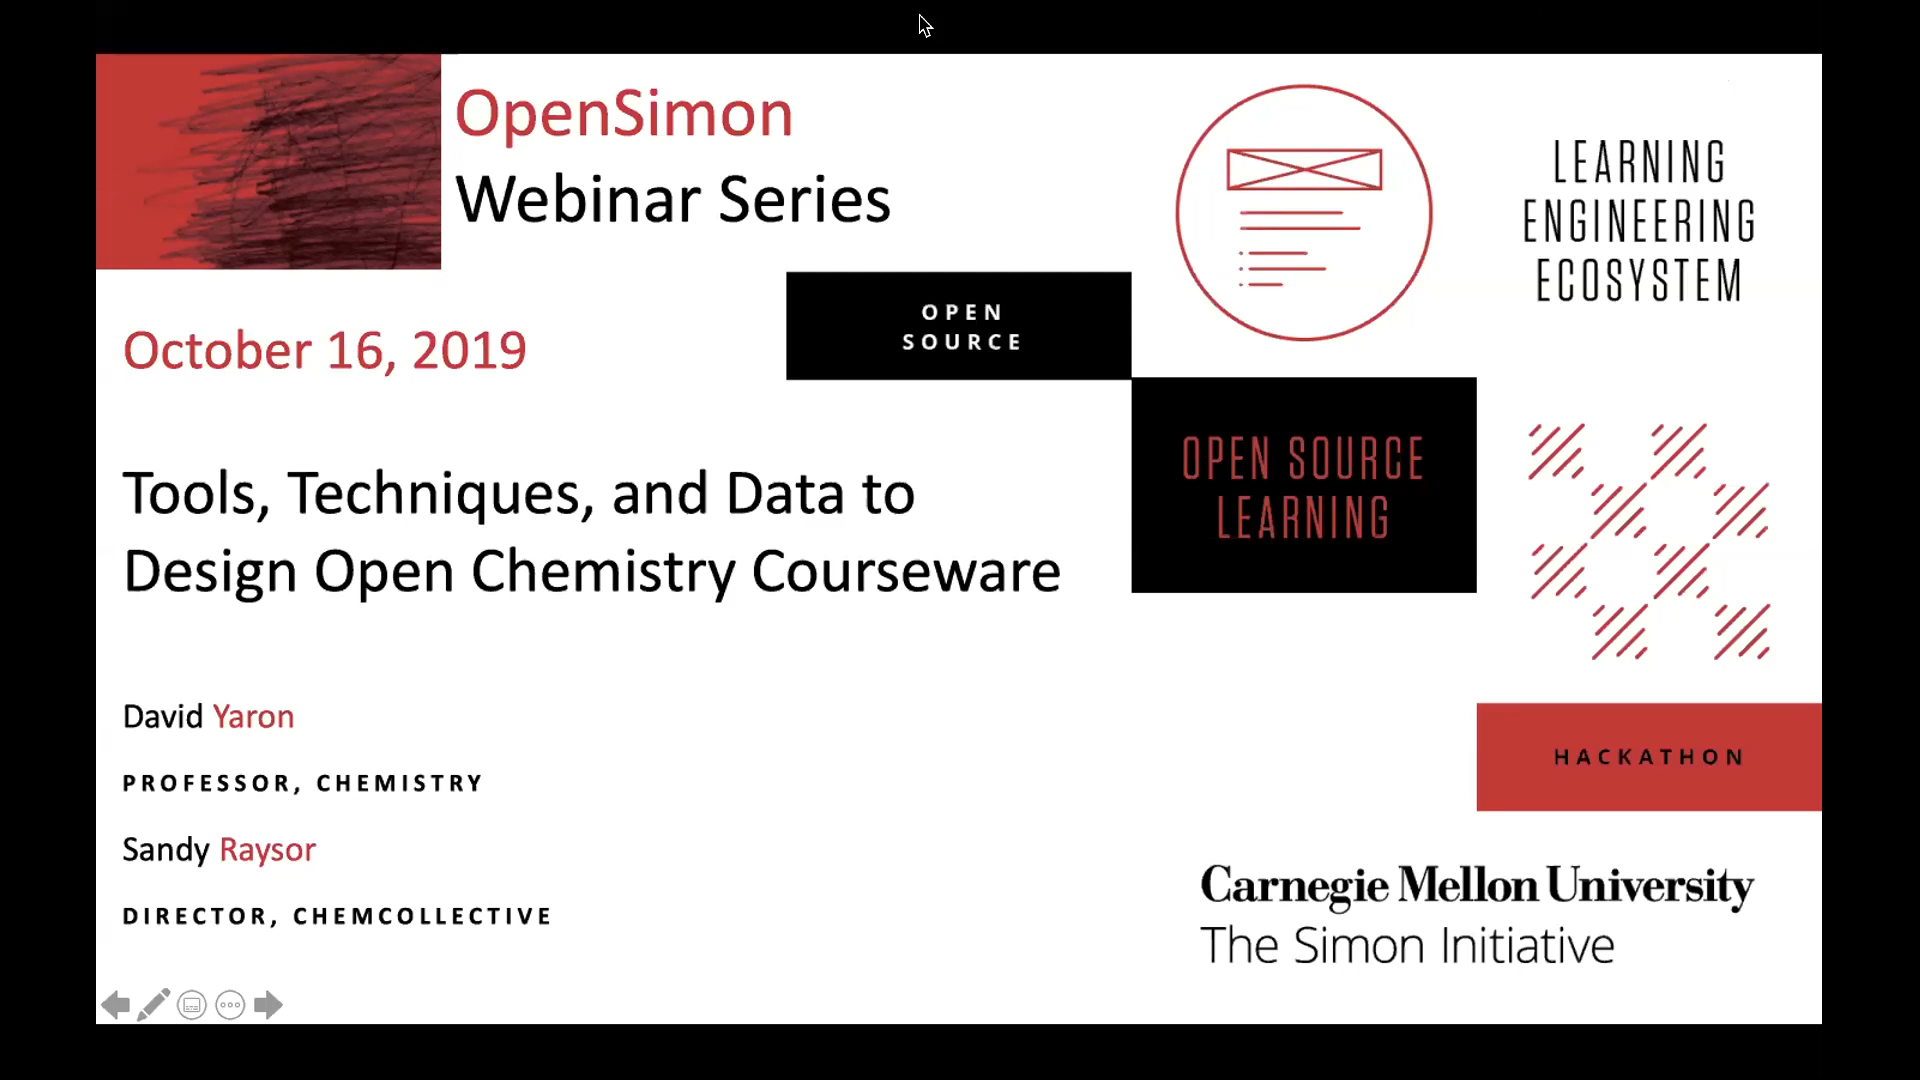 OpenSimon
Webinar Series
LEARNING
ENGINEERING
ECOSYSTEM
OPEN
SOURCE
October 16, 2019
OPEN SOURCE
LEARNING
Tools, Techniques, and Data to
Design Open Chemistry Courseware
David Yaron
PROFESSOR, CHEMISTRY
HACKATHON
Sandy Raysor
DIRECTOR, CHEMCOLLECTIVE
Carnegie Mellon University
The Simon Initiative